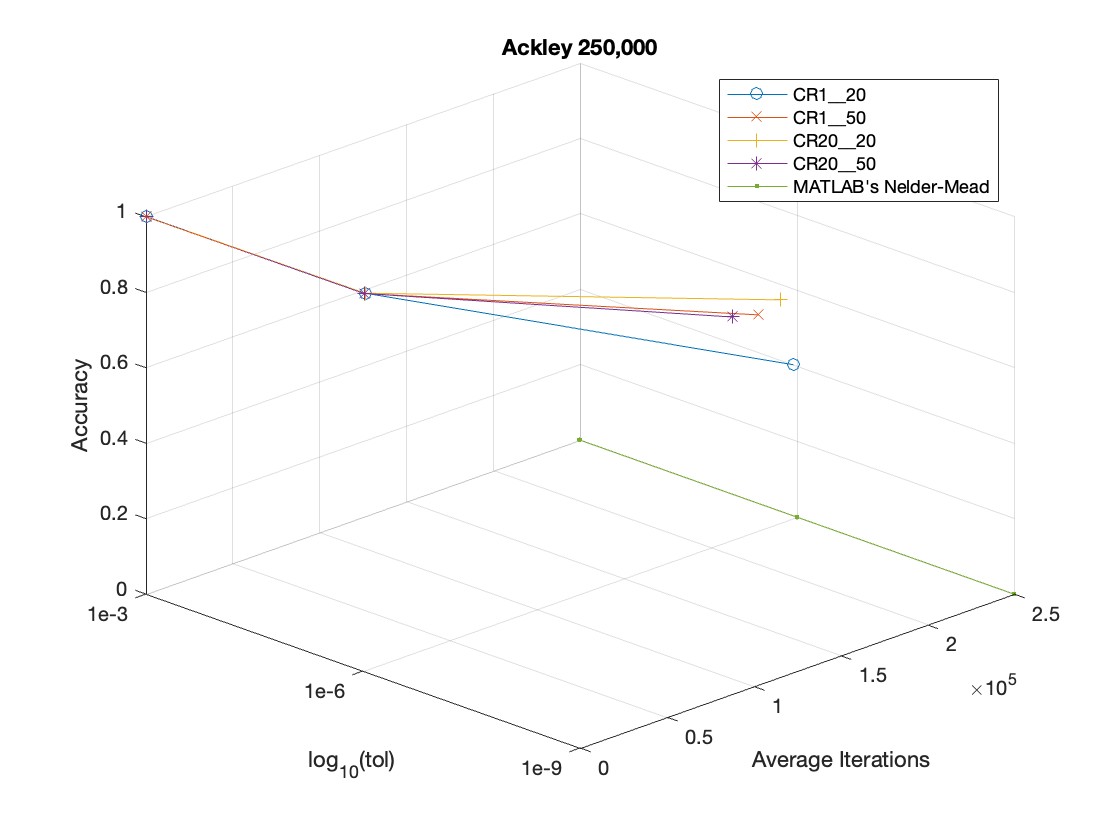 Ackley 250,000
CR1__20
CR1__50
CR20__20
CR20__50
MATLAB's Nelder-Mead
1
0.8
0.6
0.4
0.2
0
Accuracy
1e-3
1e-6
1e-9
log10(tol)
0
0.5
1
1.5
2
2.5
×10^5
Average Iterations